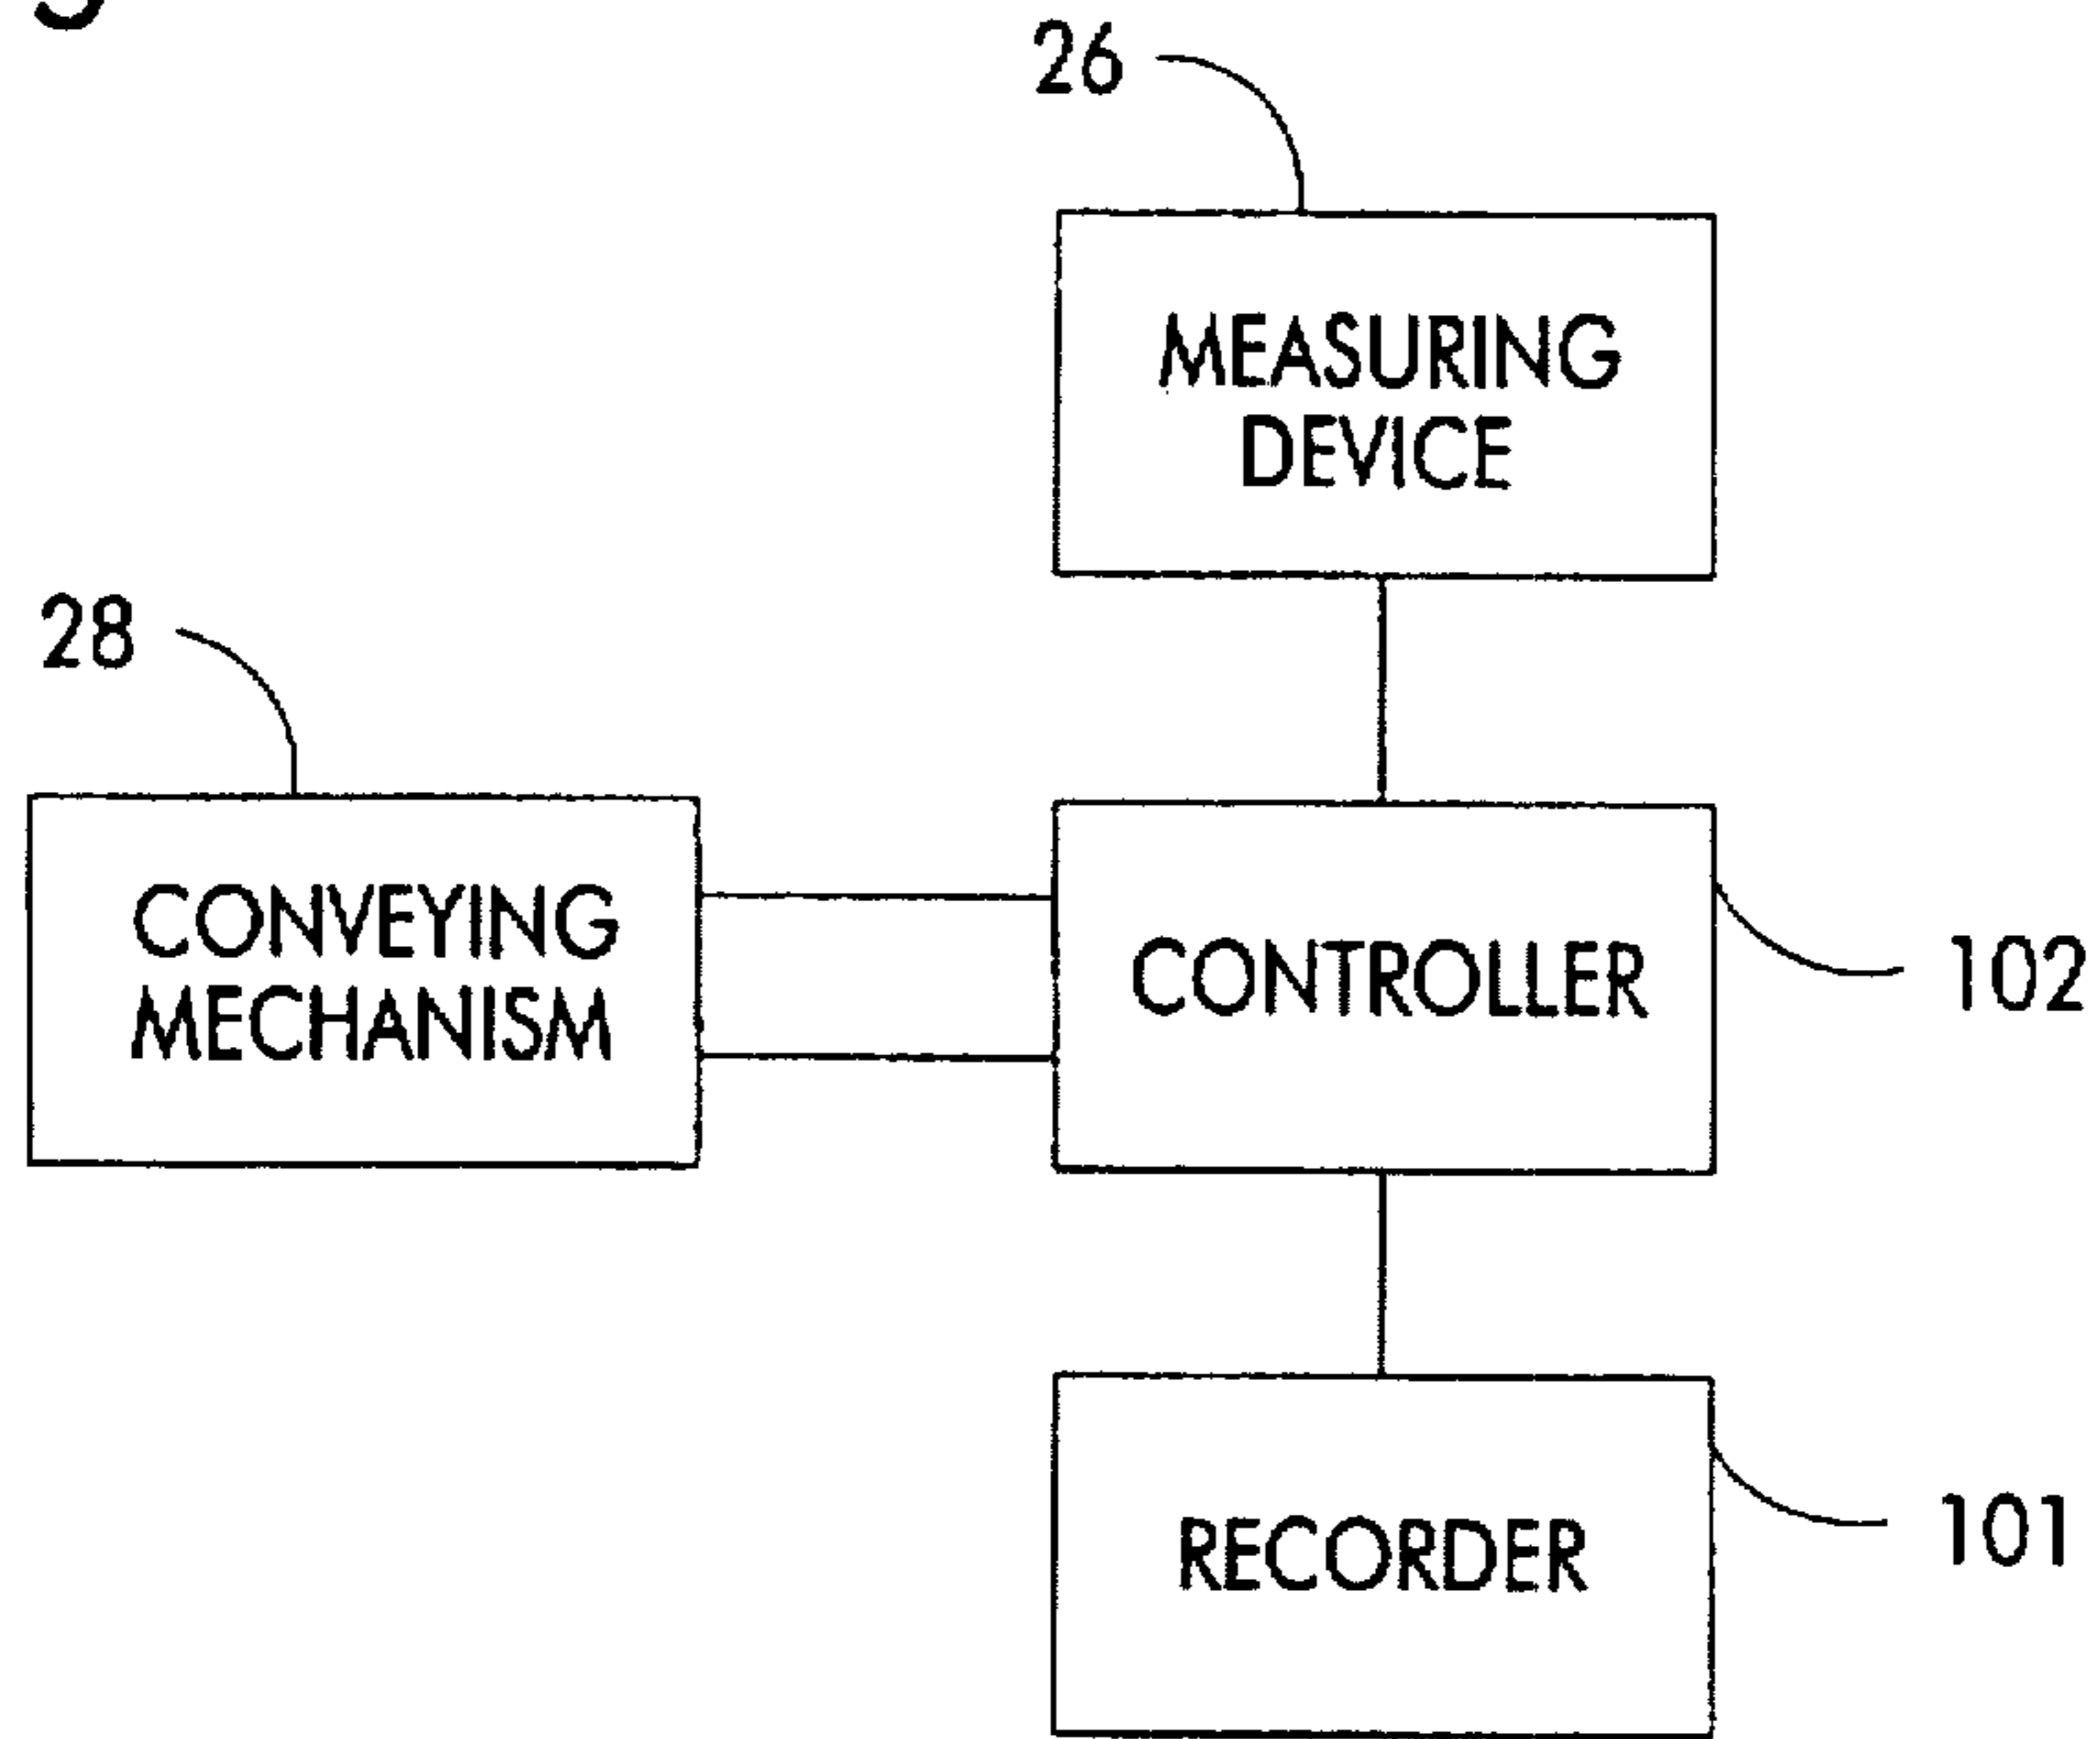 26
MEASURING
DEVICE
28
CONVEYING
MECHANISM
CONTROLLER
102
RECORDER
101